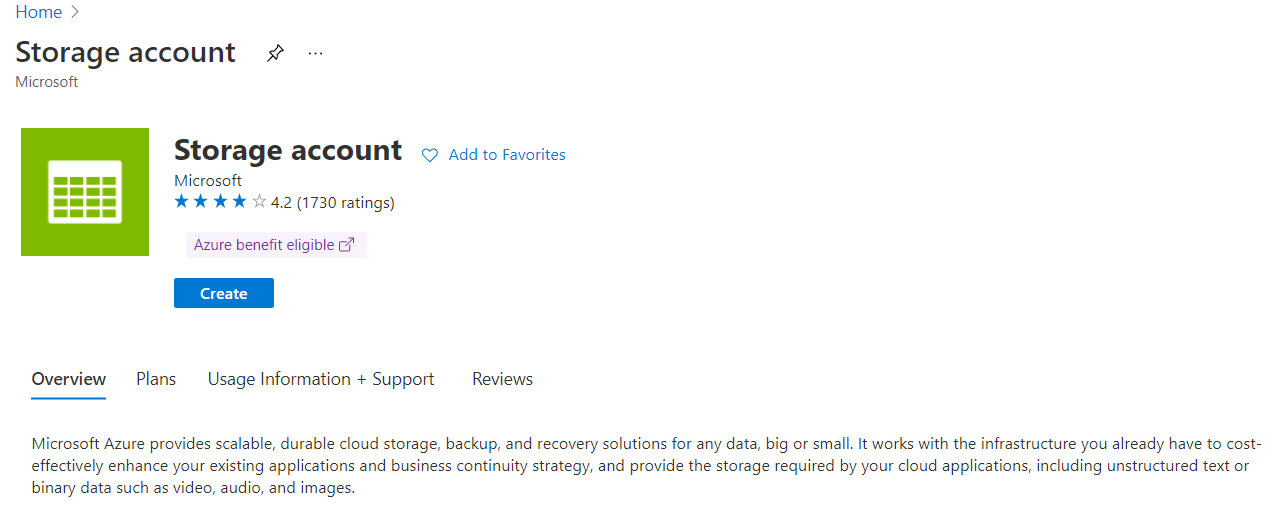 Home
Storage account ...
Microsoft
Storage account Add to Favorites
Microsoft
4.2 (1730 ratings)
Azure benefit eligible
Create
Overview Plans Usage Information + Support Reviews
Microsoft Azure provides scalable, durable cloud storage, backup, and recovery solutions for any data, big or small. It works with the infrastructure you already have to cost-
effectively enhance your existing applications and business continuity strategy, and provide the storage required by your cloud applications, including unstructured text or
binary data such as video, audio, and images.